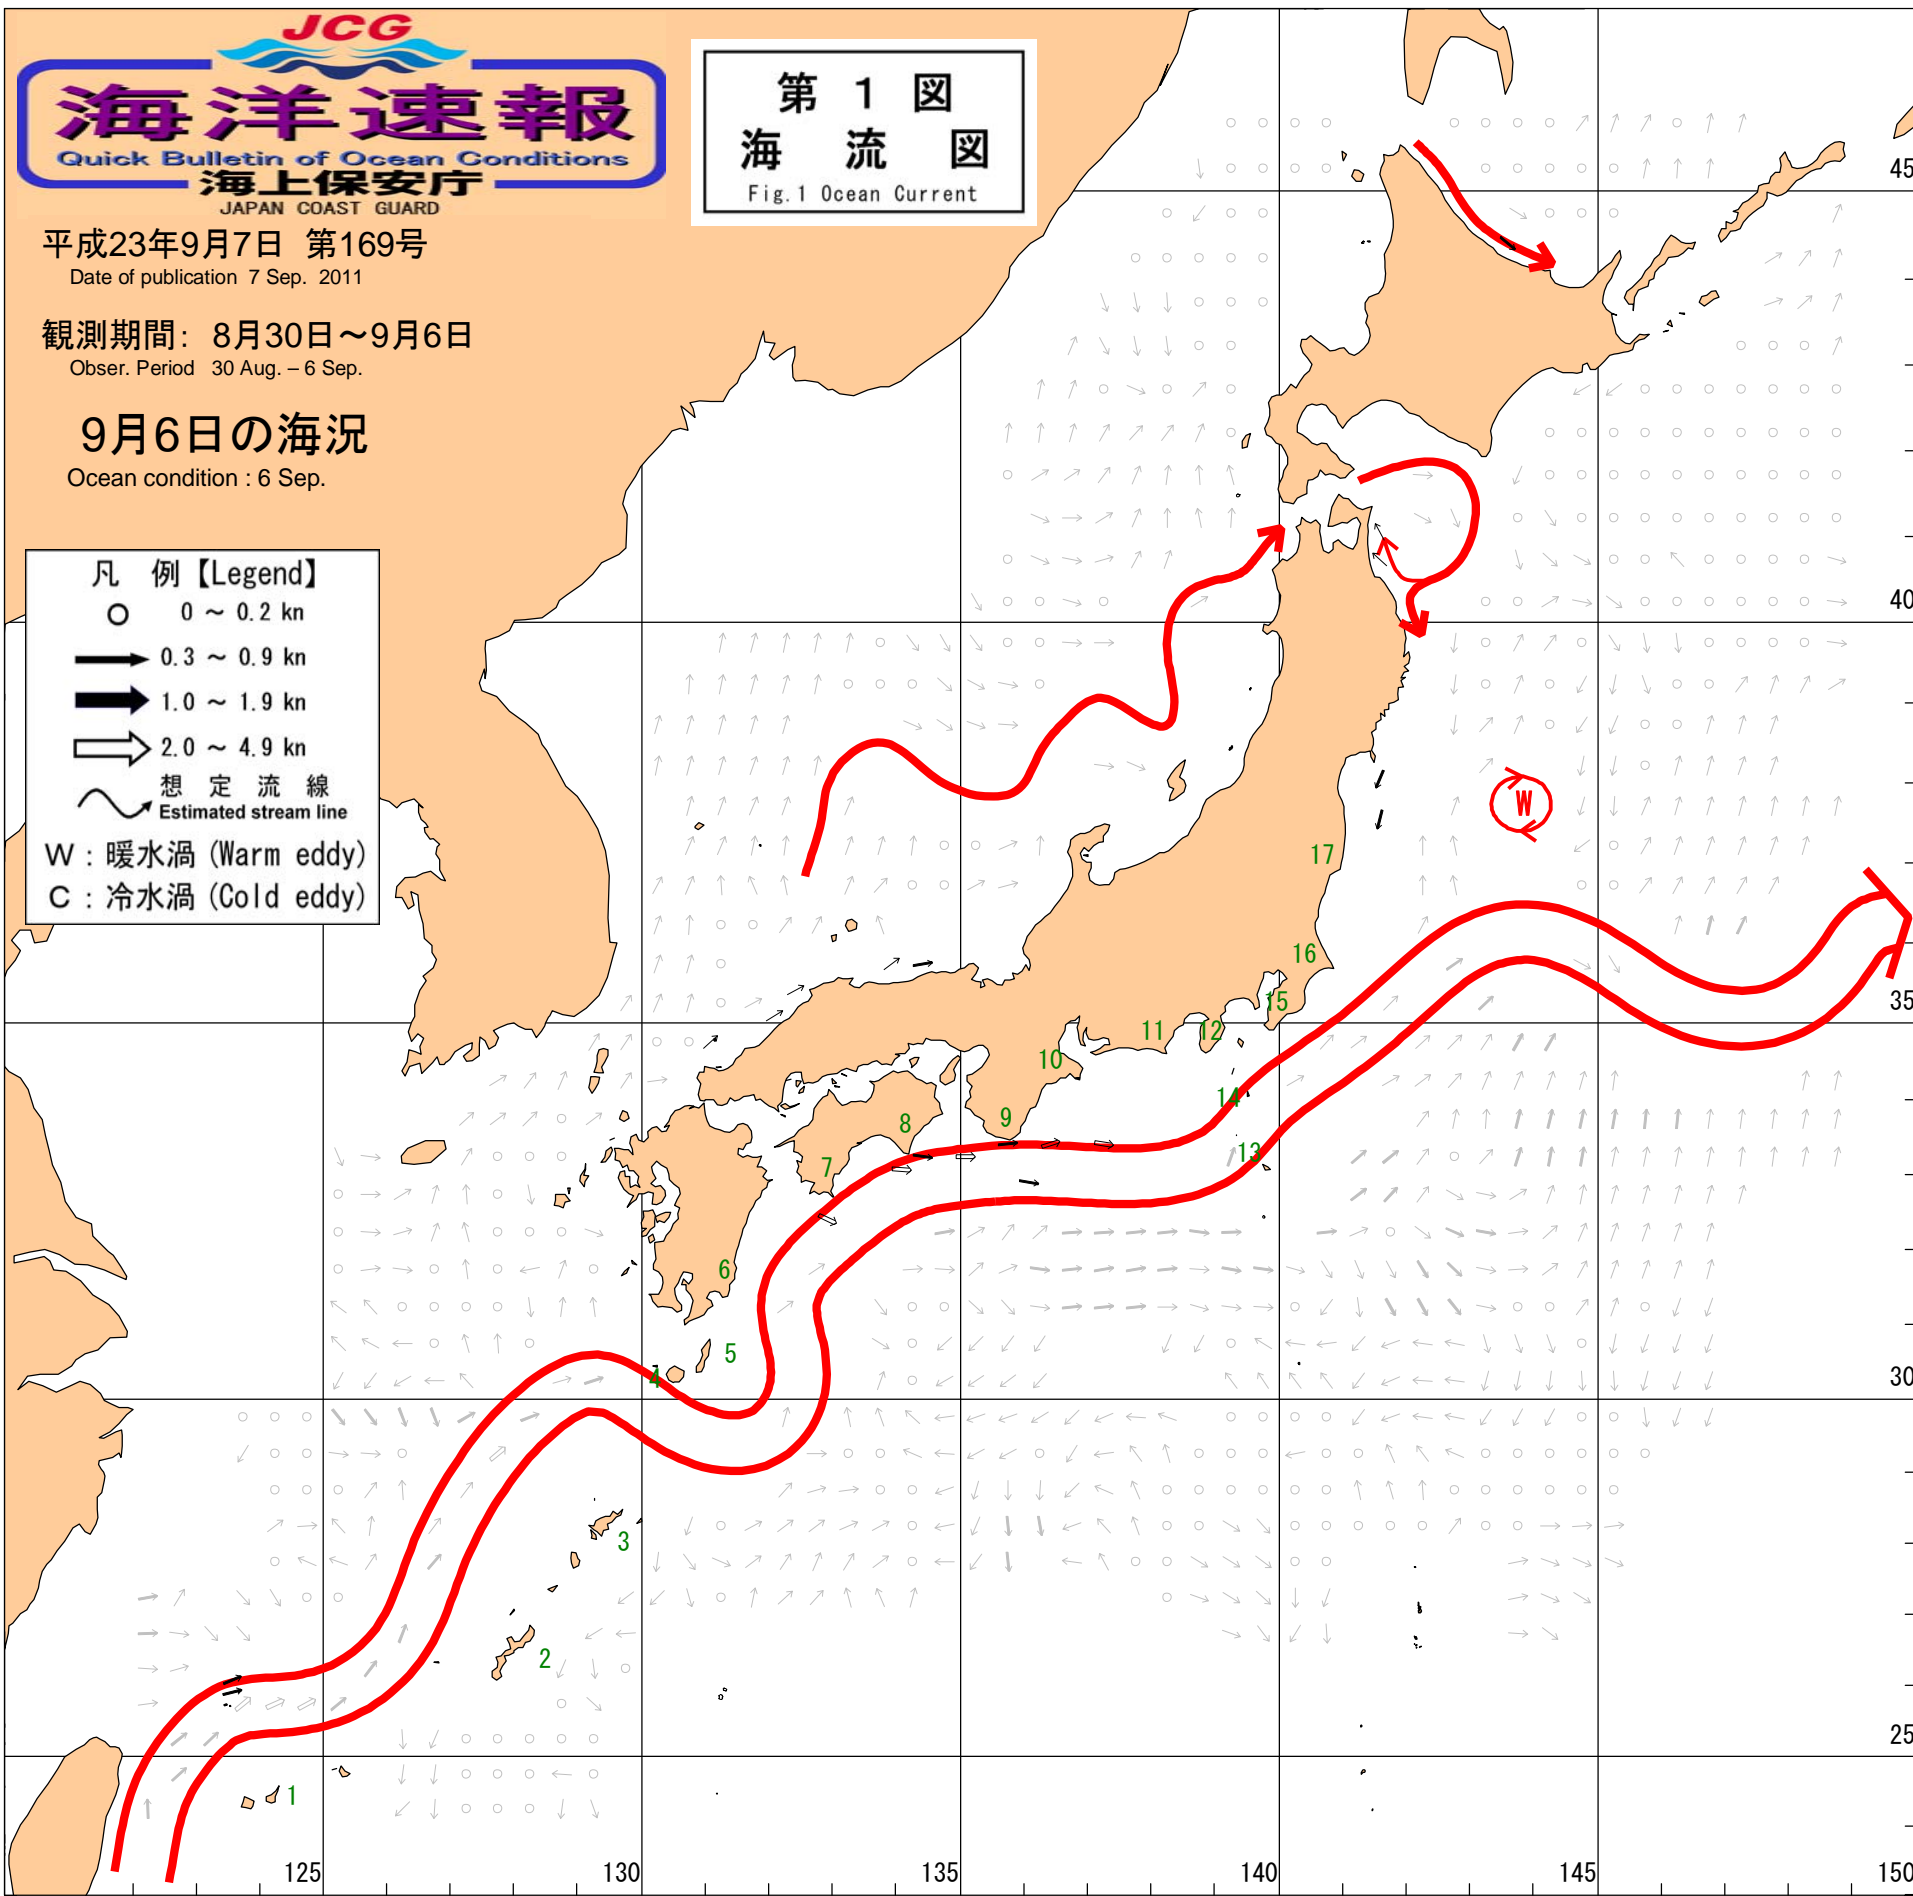 JCG
海洋速報
Quick Bulletin of Ocean Conditions
海上保安庁
JAPAN COAST GUARD
第 1 図
海 流 図
Fig.1 Ocean Current
平成23年9月7日 第169号
Date of publication 7 Sep. 2011
観測期間: 8月30日～9月6日
Obser. Period 30 Aug. – 6 Sep.
9月6日の海況
Ocean condition : 6 Sep.
凡 例【Legend】
0 ～ 0.2 kn
0.3 ～ 0.9 kn
1.0 ～ 1.9 kn
2.0 ～ 4.9 kn
想 定 流 線
Estimated stream line
W : 暖水渦 (Warm eddy)
C : 冷水渦 (Cold eddy)
45
40
W
17
16
35
15
12
11
10
14
9
8
13
7
6
5
4
30
3
2
25
1
125
130
135
140
145
150